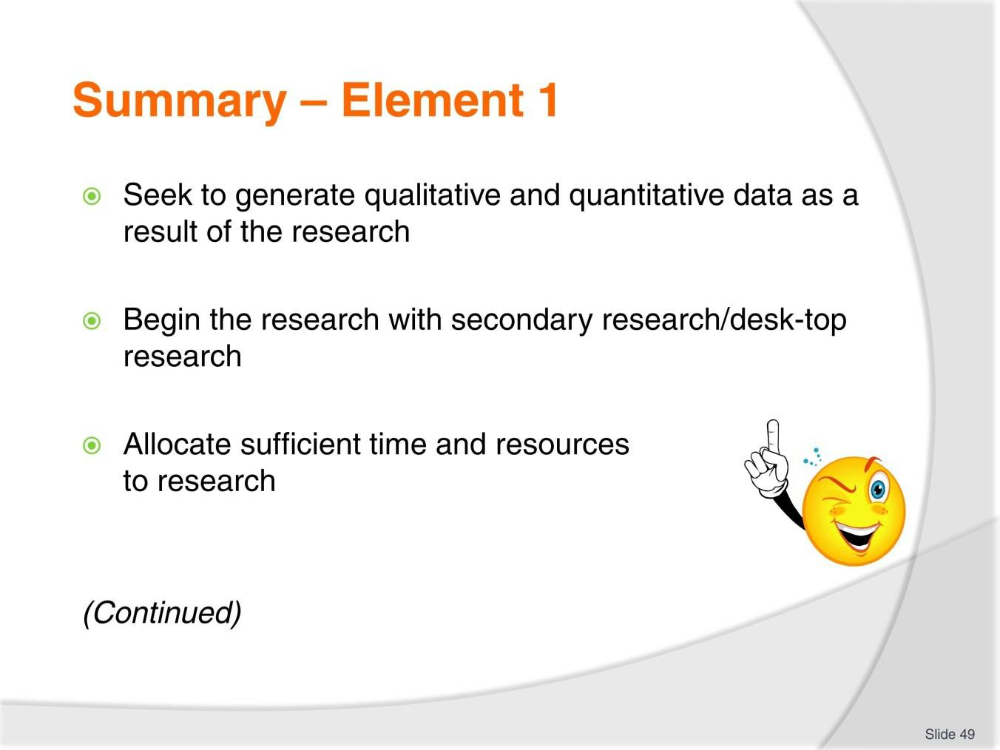 Summary – Element 1
Seek to generate qualitative and quantitative data as a
result of the research
Begin the research with secondary research/desk-top
research
Allocate sufficient time and resources
to research
(Continued)
Slide 49